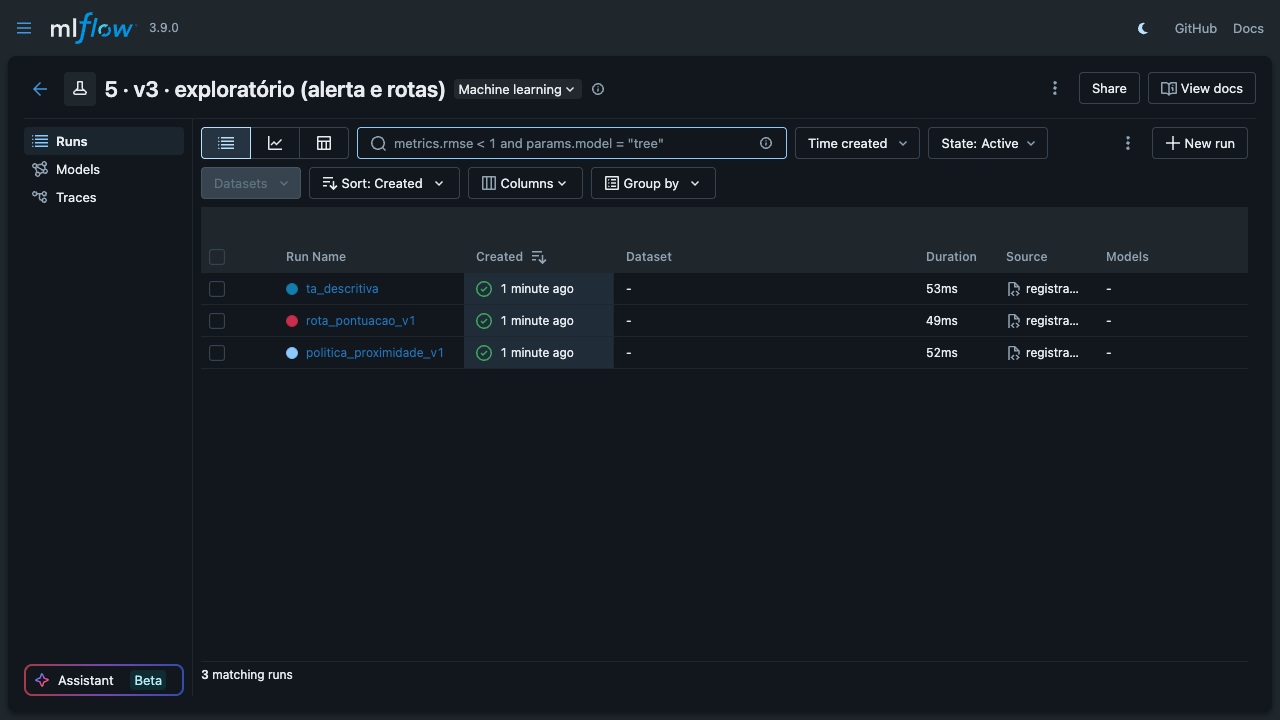 mlflow 3.9.0 GitHub Docs
5 · v3 · exploratório (alerta e rotas) Machine learning Share View docs
Runs
Models
Traces
metrics.rmse < 1 and params.model = "tree" Time created State: Active New run
Datasets Sort: Created Columns Group by
Run Name Created Dataset Duration Source Models
ta_descritiva 1 minute ago - 53ms registra... -
rota_pontuacao_v1 1 minute ago - 49ms registra... -
politica_proximidade_v1 1 minute ago - 52ms registra... -
3 matching runs
Assistant Beta